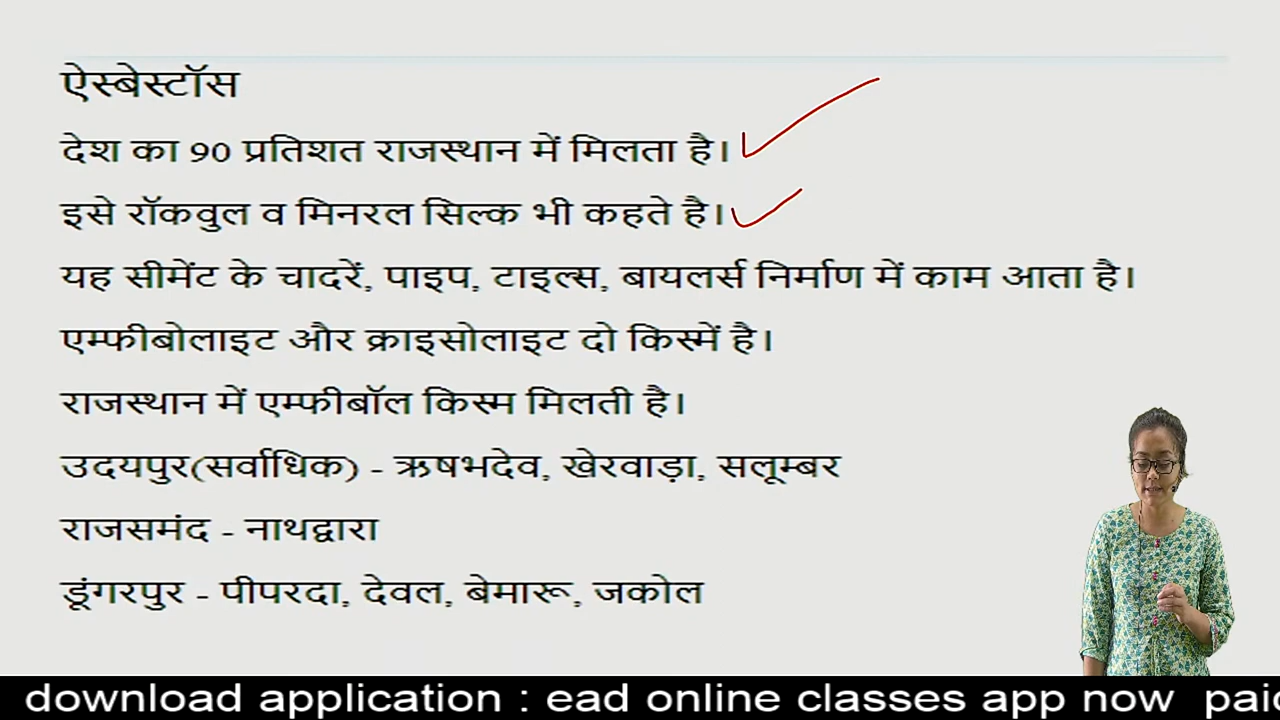 ऐस्बेस्टॉस
देश का 90 प्रतिशत राजस्थान में मिलता है।
इसे रॉकवुल व मिनरल सिल्क भी कहते है।
यह सीमेंट के चादरें, पाइप, टाइल्स, बायलर्स निर्माण में काम आता है।
एम्फीबोलाइट और क्राइसोलाइट दो किस्में है।
राजस्थान में एम्फीबॉल किस्म मिलती है।
उदयपुर(सर्वाधिक) - ऋषभदेव, खेरवाड़ा, सलूम्बर
राजसमंद - नाथद्वारा
डूंगरपुर - पीपरदा, देवल, बेमारू, जकोल
download application : ead online classes app now paid